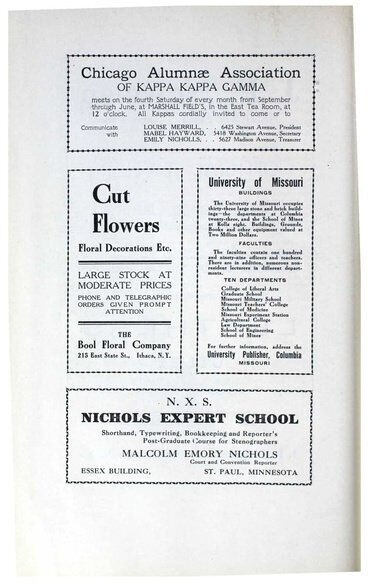 Chicago Alumnæ Association
OF KAPPA KAPPA GAMMA
meets on the fourth Saturday of every month from September
through June, at MARSHALL FIELD'S, in the East Tea Room, at
12 o'clock. All Kappas cordially invited to come or to
Communicate
with
LOUISE MERRILL, . . 6425 Stewart Avenue, President
MABEL HAYWARD, 5418 Washington Avenue, Secretary
EMILY NICHOLLS, . . 5627 Madison Avenue, Treasurer
Cut
Flowers
Floral Decorations Etc.
LARGE STOCK AT
MODERATE PRICES
PHONE AND TELEGRAPHIC
ORDERS GIVEN PROMPT
ATTENTION
THE
Bool Floral Company
213 East State St., Ithaca, N.Y.
University of Missouri
BUILDINGS
The University of Missouri occupies
thirty-three large stone and brick build-
ings—the departments at Columbia
twenty-three, and the School of Mines
at Rolla eight. Buildings, Grounds,
Books and other equipment valued at
Two Million Dollars.
FACULTIES
The faculties contain one hundred
and ninety-nine officers and teachers.
There are in addition, numerous non-
resident lecturers in different depart-
ments.
TEN DEPARTMENTS
College of Liberal Arts
Graduate School
Missouri Military School
Missouri Teachers' College
School of Medicine
Missouri Experiment Station
Agricultural College
Law Department
School of Engineering
School of Mines
For further information, address the
University Publisher, Columbia
MISSOURI
N. X. S.
NICHOLS EXPERT SCHOOL
Shorthand, Typewriting, Bookkeeping and Reporter's
Post-Graduate Course for Stenographers
MALCOLM EMORY NICHOLS
Court and Convention Reporter
ESSEX BUILDING, ST. PAUL, MINNESOTA